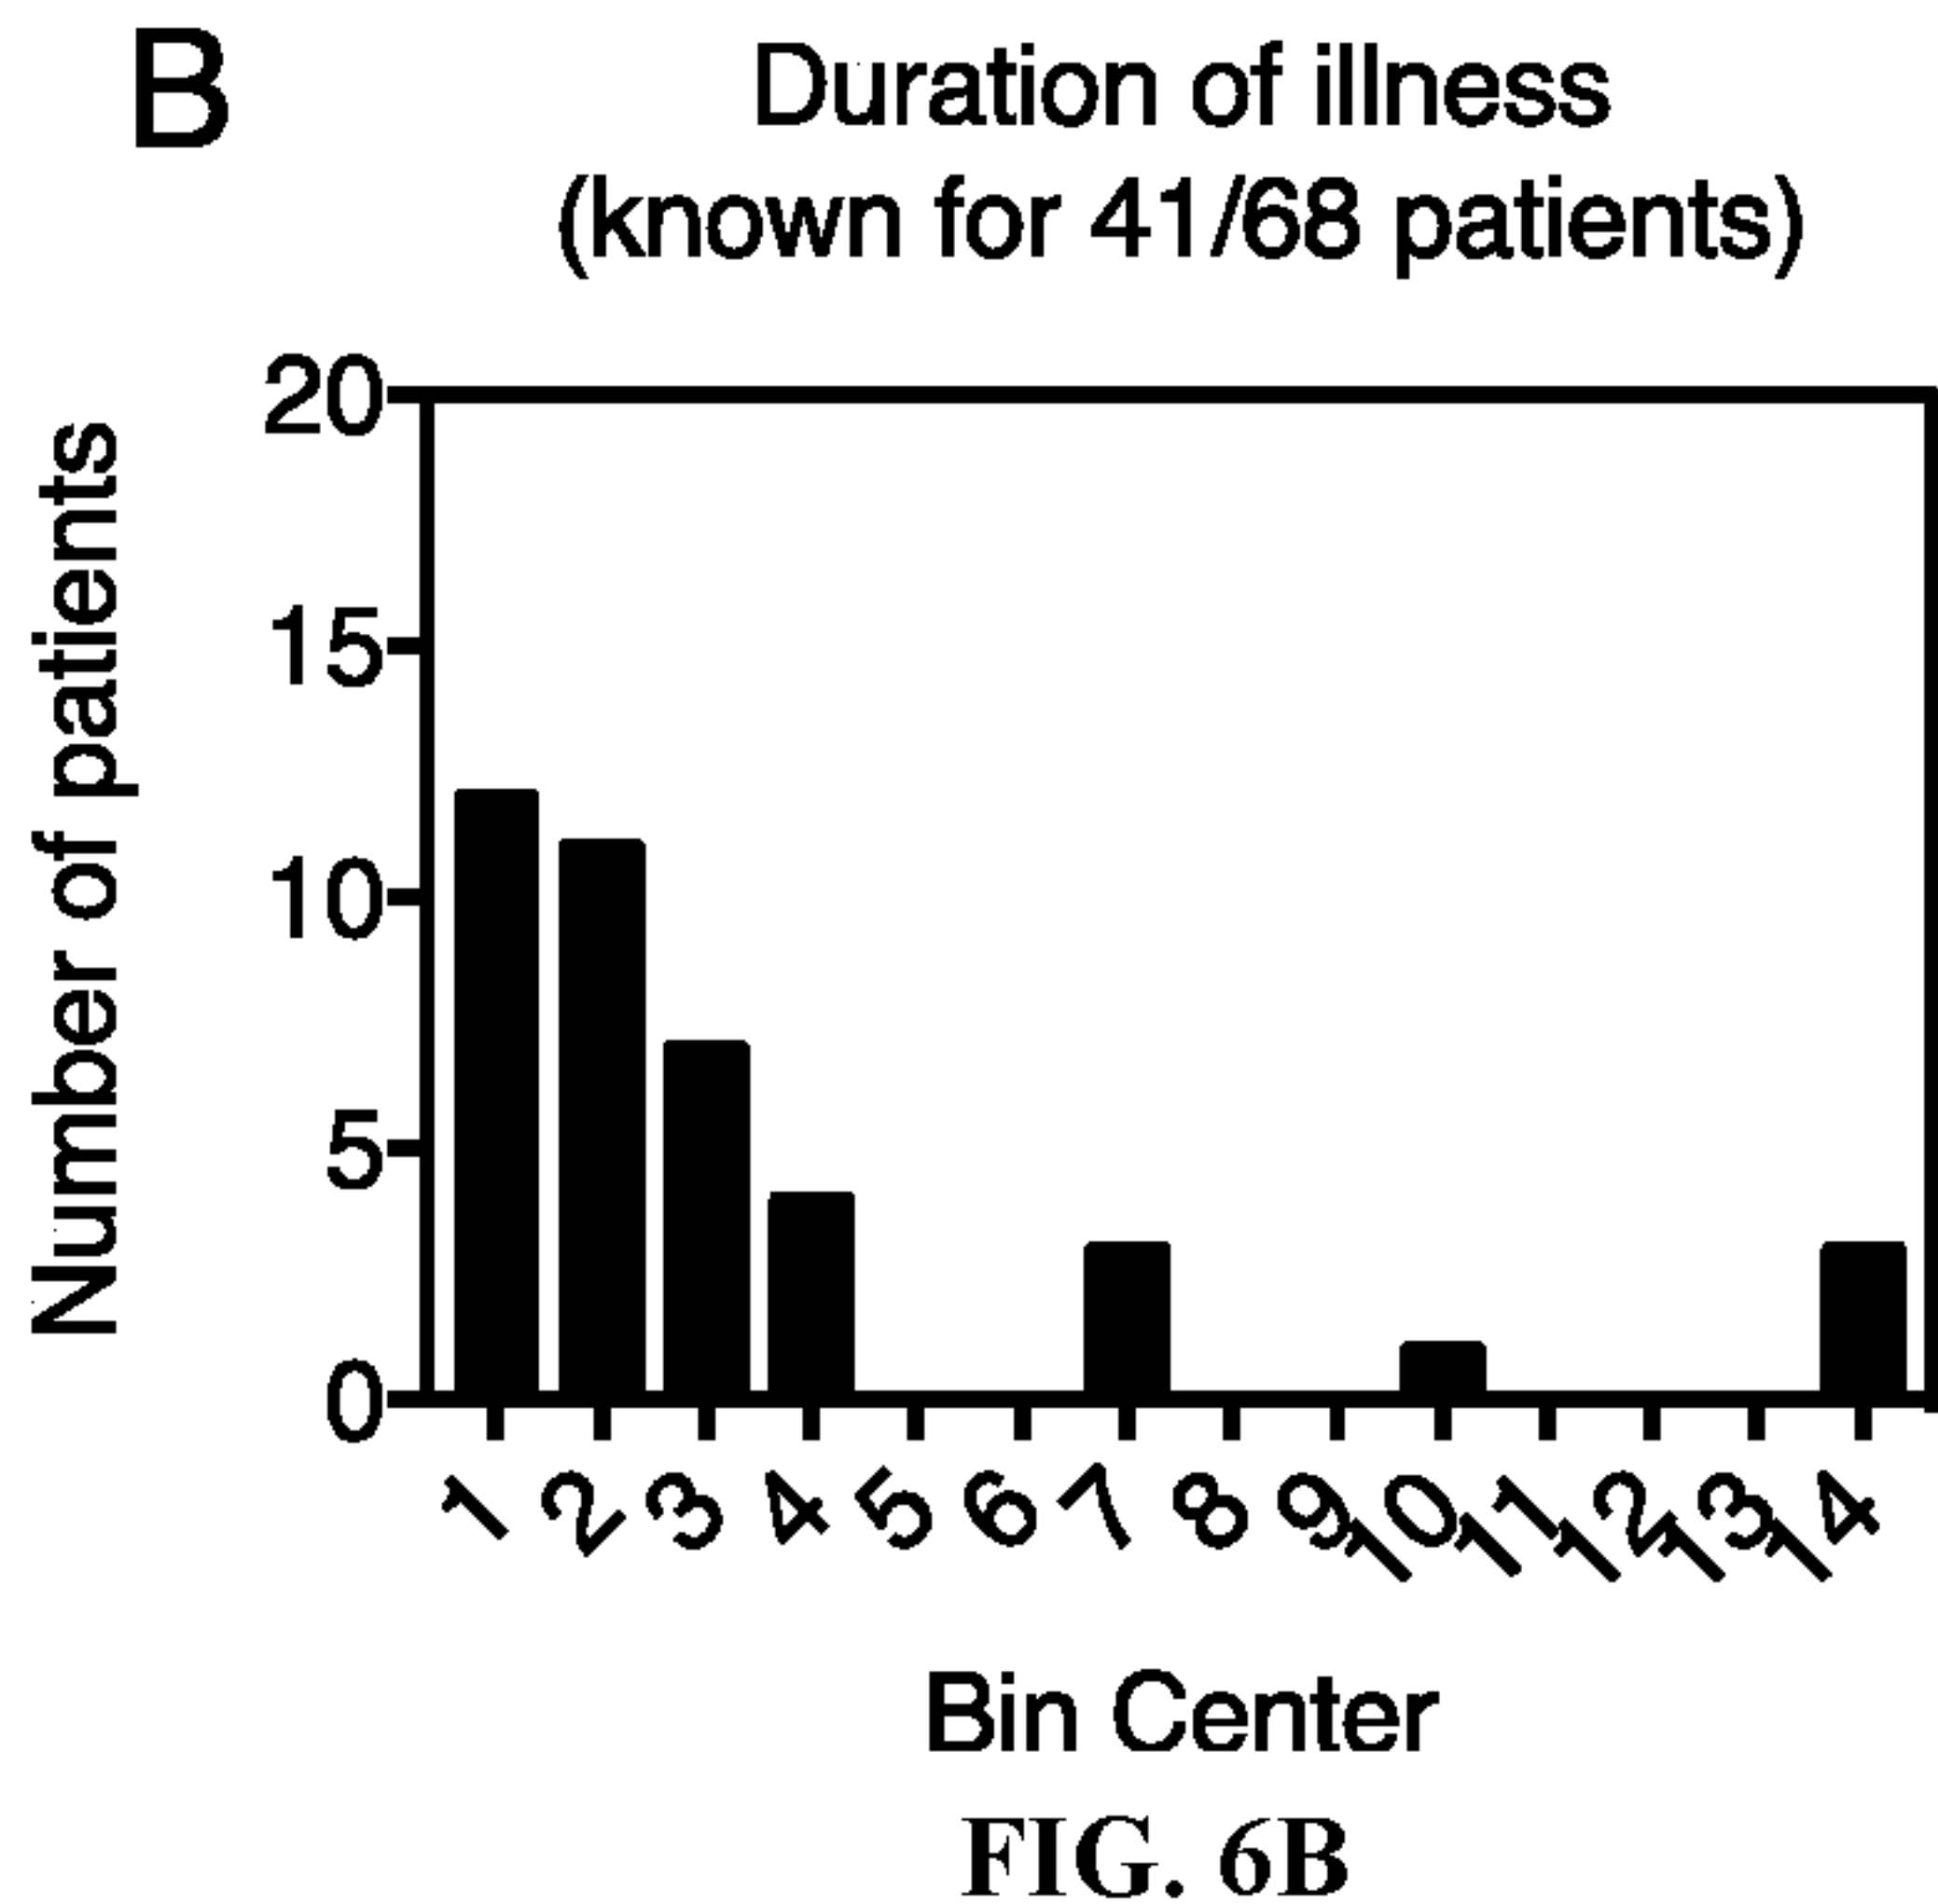 B
Duration of illness
(known for 41/68 patients)
Number of patients
20
15
10
5
0
1 2 3 4 5 6 7 8 9 10 11 12 13 14
Bin Center
FIG. 6B